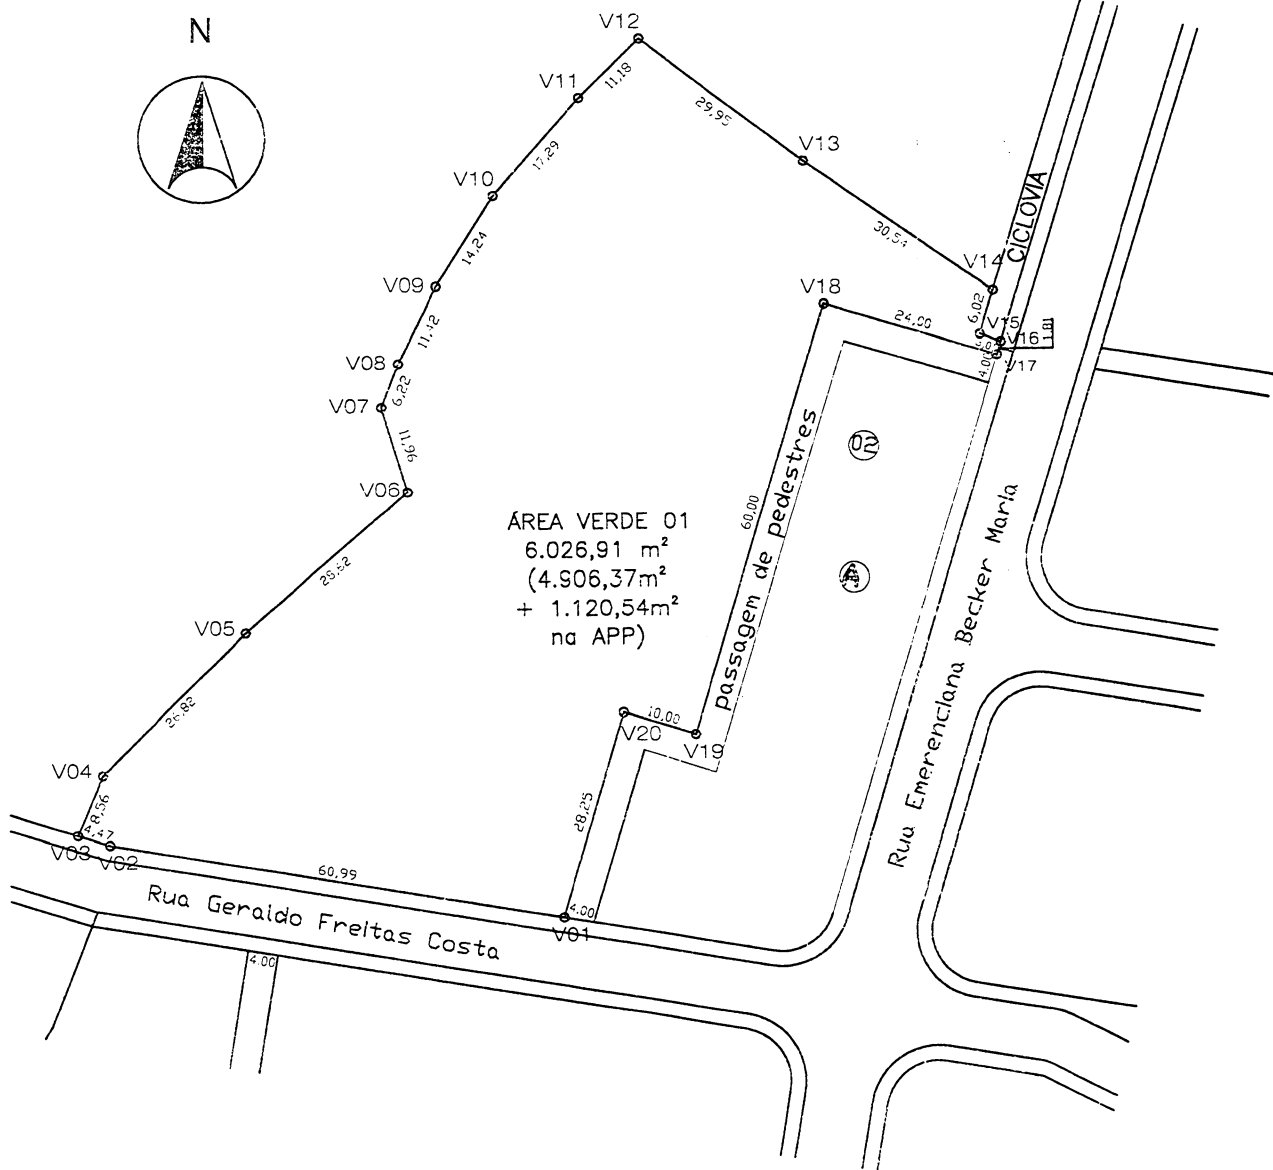 N
V12
11,18
V11
29,95
V13
17,29
V10
CICLOVIA
30,54
14,24
V14
V09
V18
6,02
24,00
V15
1,81
V16
11,42
4,00
V17
V08
6,22
V07
11,96
02
V06
60,00
passagem de pedestres
ÁREA VERDE 01
6.026,91 m²
(4.906,37m²
+ 1.120,54m²
na APP)
V05
Rua Emerenciana Becker Marla
26,82
10,00
V20
V19
V04
8,56
28,25
4,47
V03
V02
60,99
4.00
V01
Rua Geraldo Freitas Costa
4.00